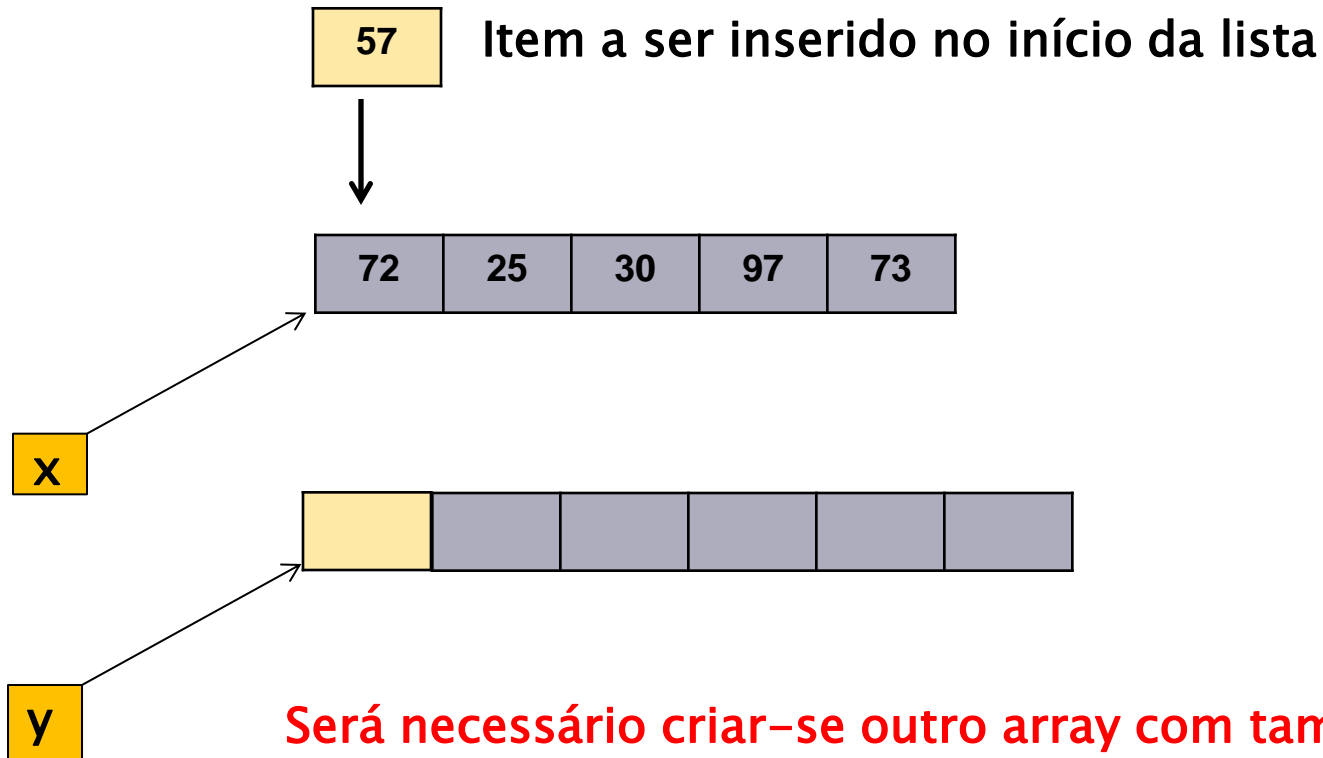 57 Item a ser inserido no início da lista
72 25 30 97 73
x
y Será necessário criar-se outro array com